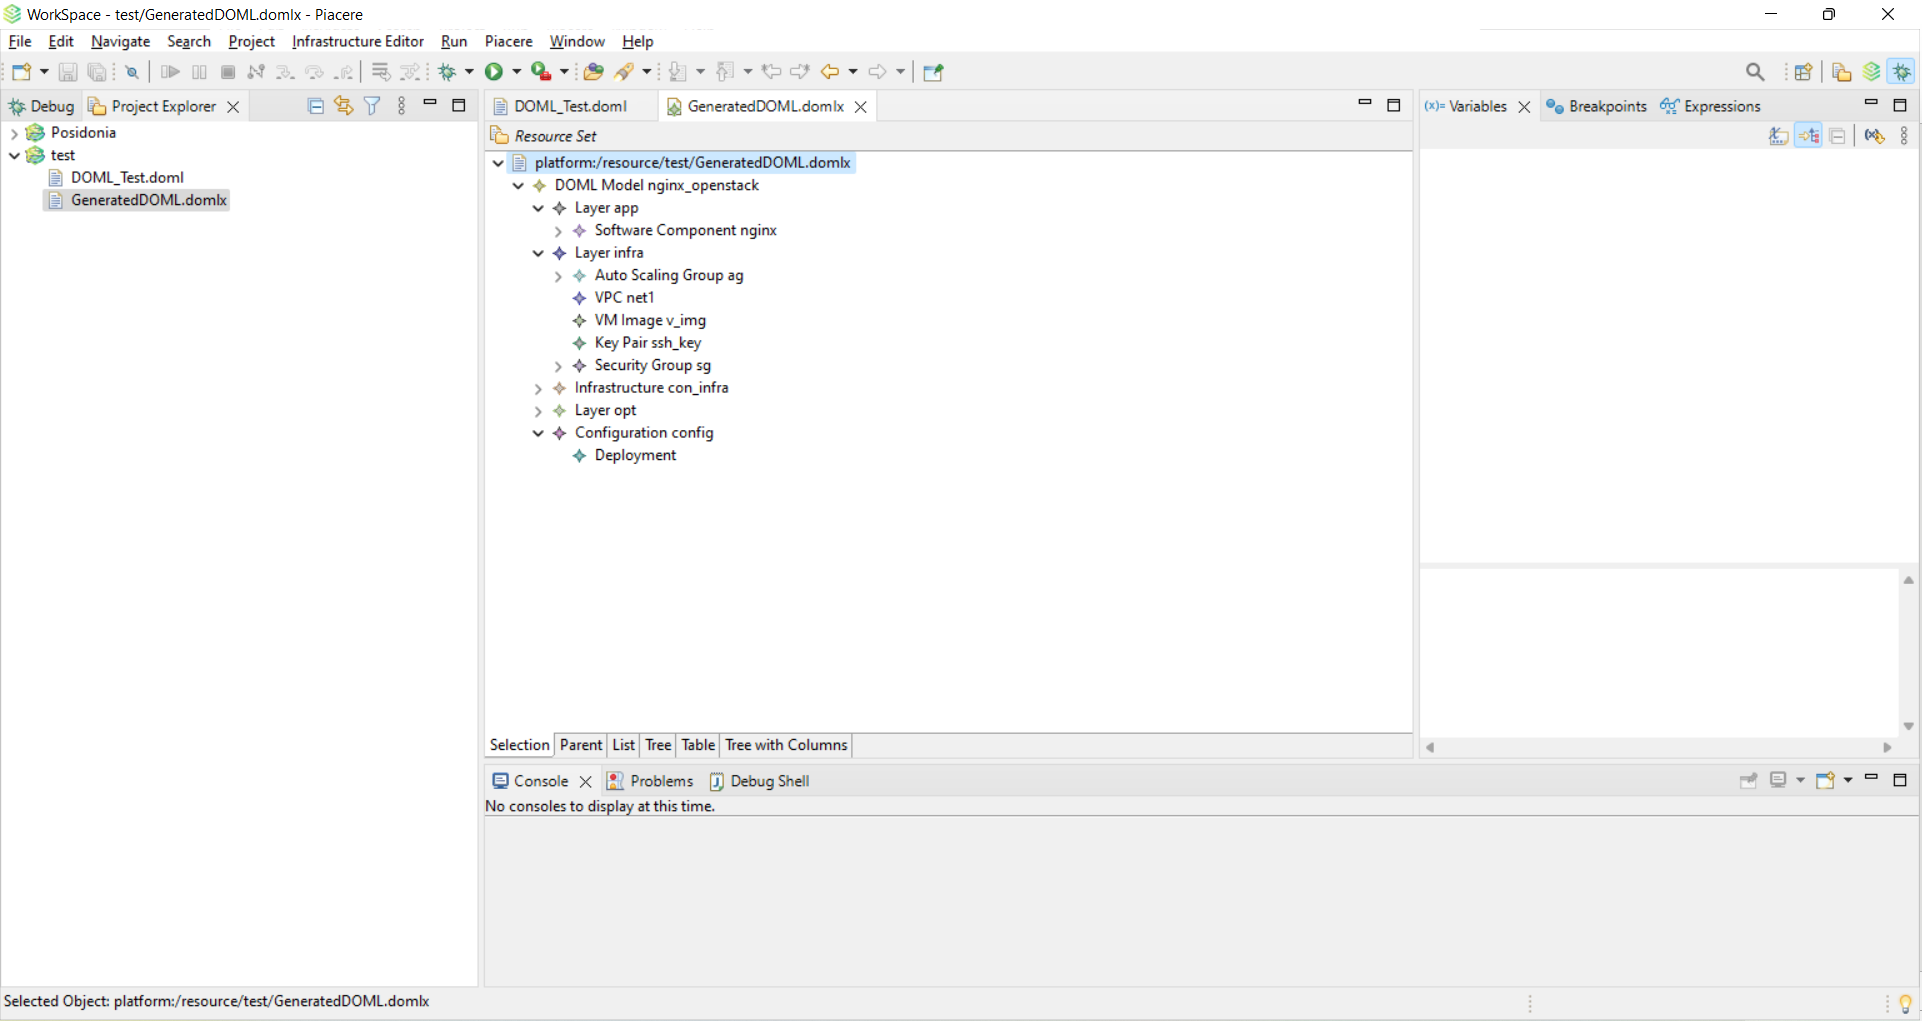 WorkSpace - test/GeneratedDOML.domlx - Piacere
File Edit Navigate Search Project Infrastructure Editor Run Piacere Window Help
Debug Project Explorer
Posidonia
test
DOML_Test.doml
GeneratedDOML.domlx
DOML_Test.doml GeneratedDOML.domlx
Resource Set
platform:/resource/test/GeneratedDOML.domlx
DOML Model nginx_openstack
Layer app
Software Component nginx
Layer infra
Auto Scaling Group ag
VPC net1
VM Image v_img
Key Pair ssh_key
Security Group sg
Infrastructure con_infra
Layer opt
Configuration config
Deployment
Selection Parent List Tree Table Tree with Columns
(x)= Variables Breakpoints Expressions
Console Problems Debug Shell
No consoles to display at this time.
Selected Object: platform:/resource/test/GeneratedDOML.domlx